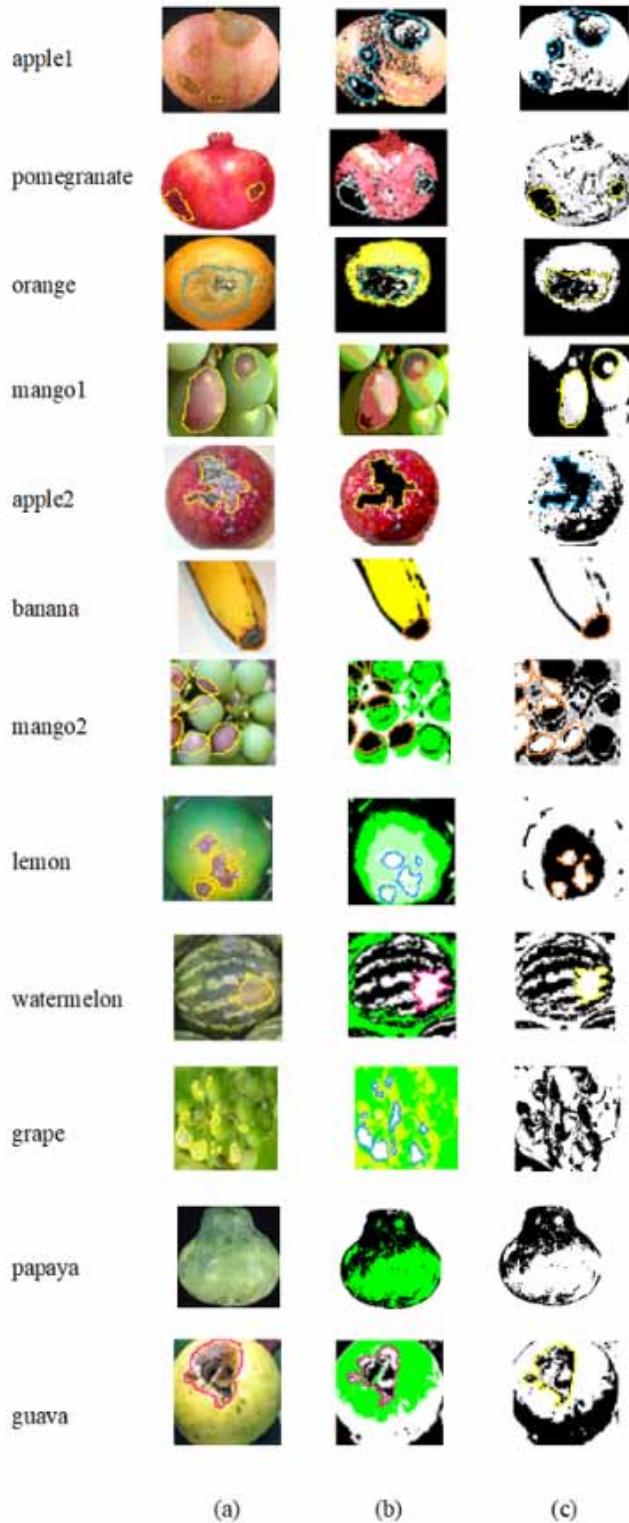 apple1
pomegranate
orange
mango1
apple2
banana
mango2
lemon
watermelon
grape
papaya
guava
(a) (b) (c)